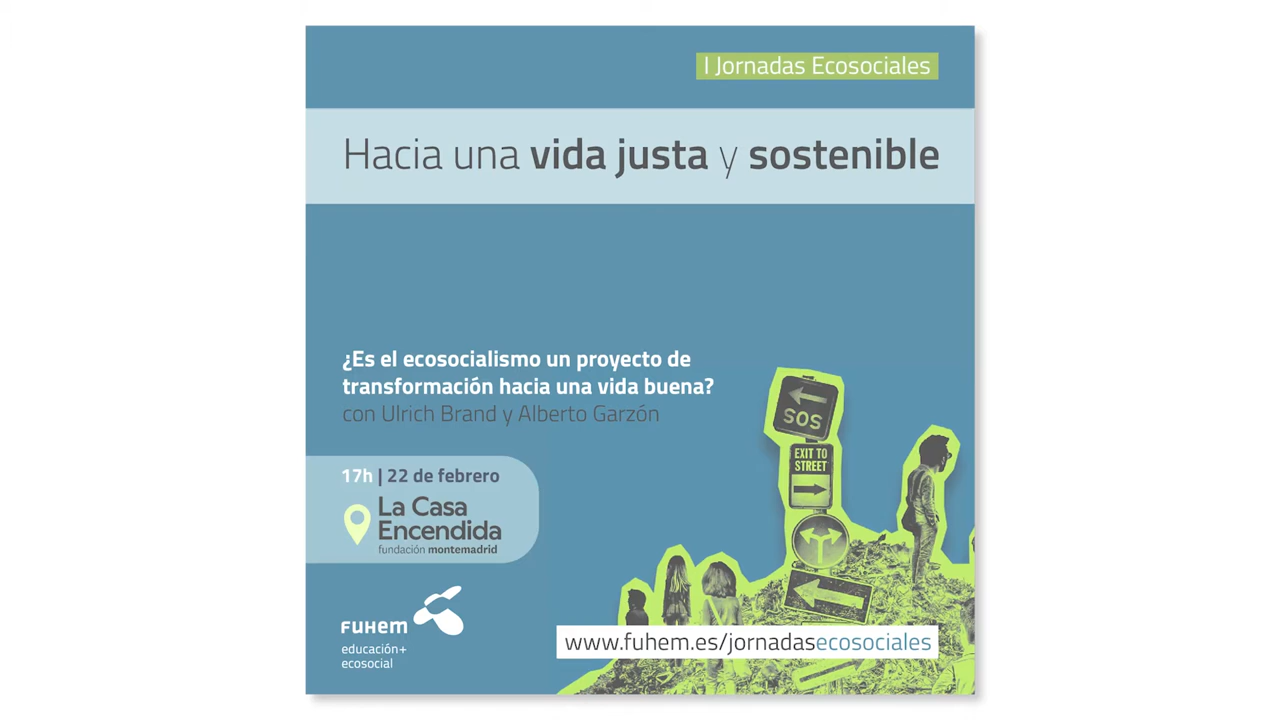 I Jornadas Ecosociales
Hacia una vida justa y sostenible
¿Es el ecosocialismo un proyecto de
transformación hacia una vida buena?
con Ulrich Brand y Alberto Garzón
17h | 22 de febrero
La Casa
Encendida
fundación montemadrid
SOS
EXIT TO
STREET
FUHEM
educación+
ecosocial
www.fuhem.es/jornadasecosociales